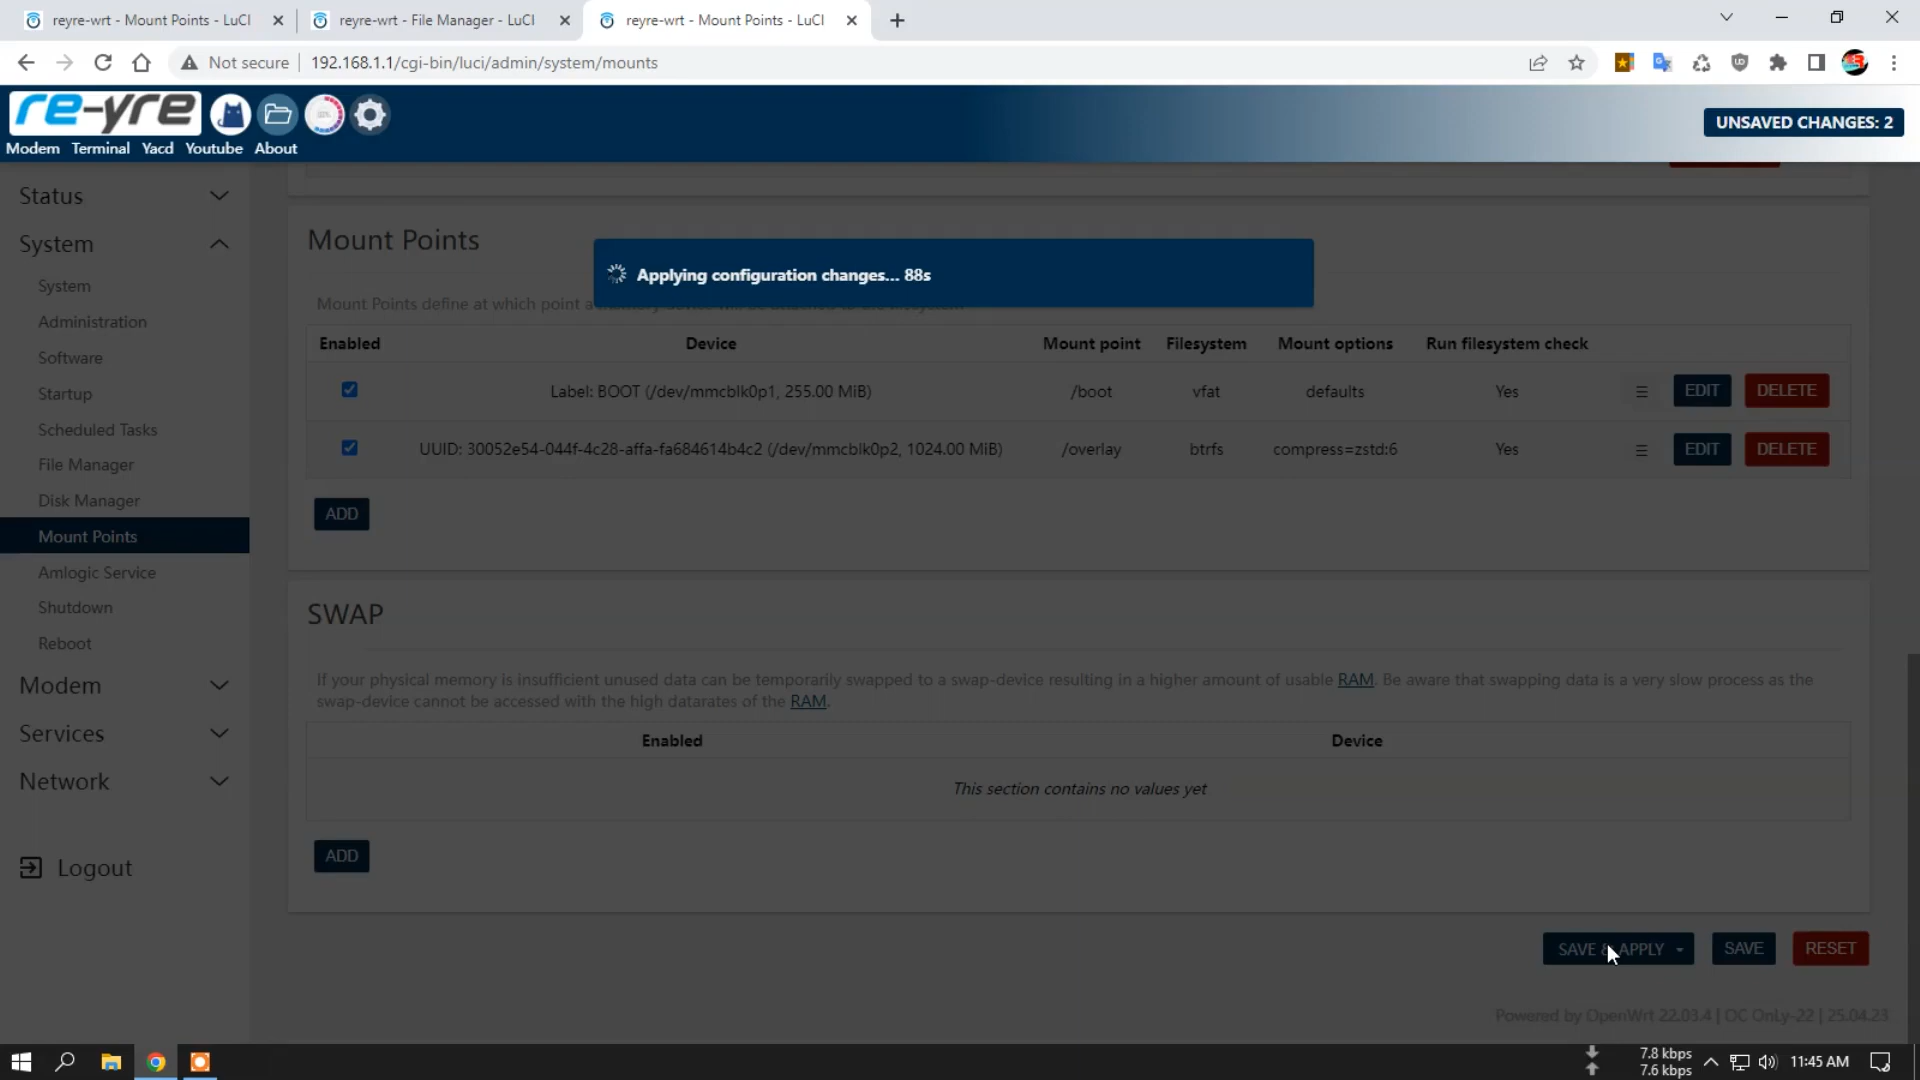 reyre-wrt - Mount Points - LuCI
reyre-wrt - File Manager - LuCI
reyre-wrt - Mount Points - LuCI
Not secure
192.168.1.1/cgi-bin/luci/admin/system/mounts
re-yre
Modem Terminal Yacd Youtube About
UNSAVED CHANGES: 2
Status
System
System
Administration
Software
Startup
Scheduled Tasks
File Manager
Disk Manager
Mount Points
Amlogic Service
Shutdown
Reboot
Modem
Services
Network
Logout
Mount Points
Applying configuration changes... 88s
Mount Points define at which point a
Enabled Device Mount point Filesystem Mount options Run filesystem check
Label: BOOT (/dev/mmcblk0p1, 255.00 MiB) /boot vfat defaults Yes EDIT DELETE
UUID: 30052e54-044f-4c28-affa-fa684614b4c2 (/dev/mmcblk0p2, 1024.00 MiB) /overlay btrfs compress=zstd:6 Yes EDIT DELETE
ADD
SWAP
If your physical memory is insufficient unused data can be temporarily swapped to a swap-device resulting in a higher amount of usable RAM. Be aware that swapping data is a very slow process as the
swap-device cannot be accessed with the high datarates of the RAM.
Enabled Device
This section contains no values yet
ADD
SAVE & APPLY SAVE RESET
Powered by OpenWrt 22.03.4 | OC OnLy-22 | 25.04.23
7.8 kbps
7.6 kbps
11:45 AM